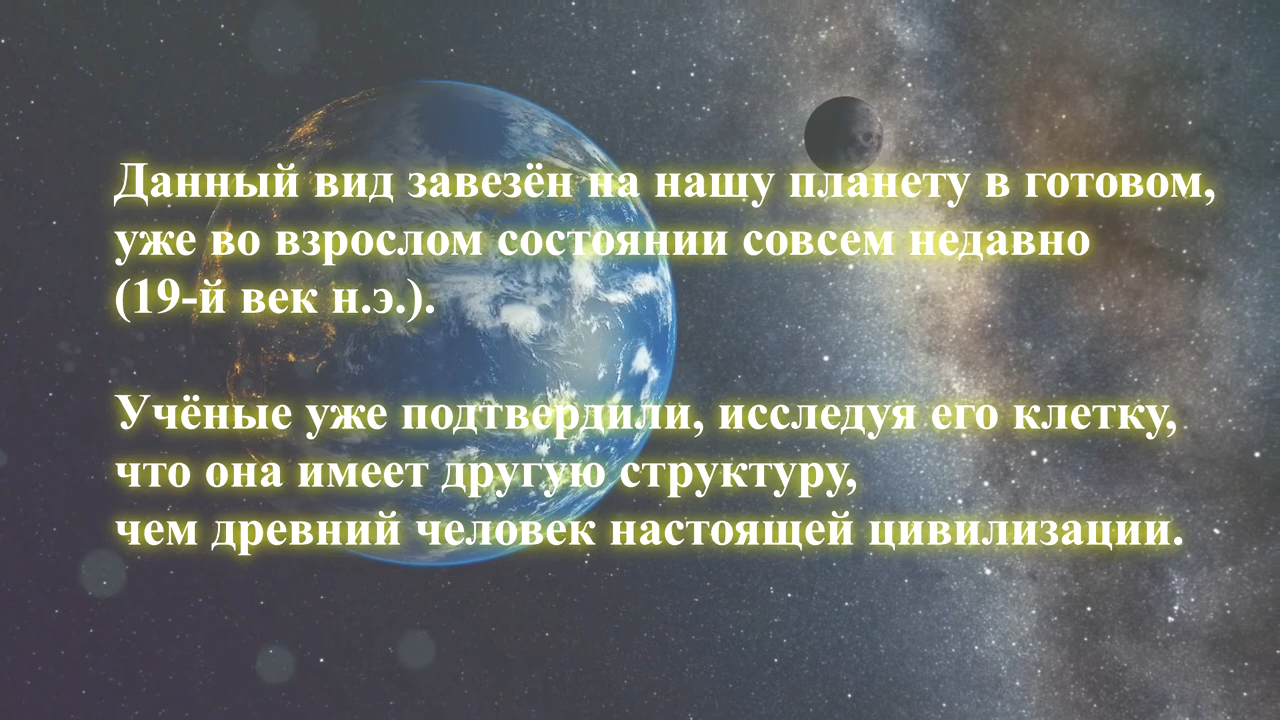 Данный вид завезён на нашу планету в готовом,
уже во взрослом состоянии совсем недавно
(19-й век н.э.).
Учёные уже подтвердили, исследуя его клетку,
что она имеет другую структуру,
чем древний человек настоящей цивилизации.